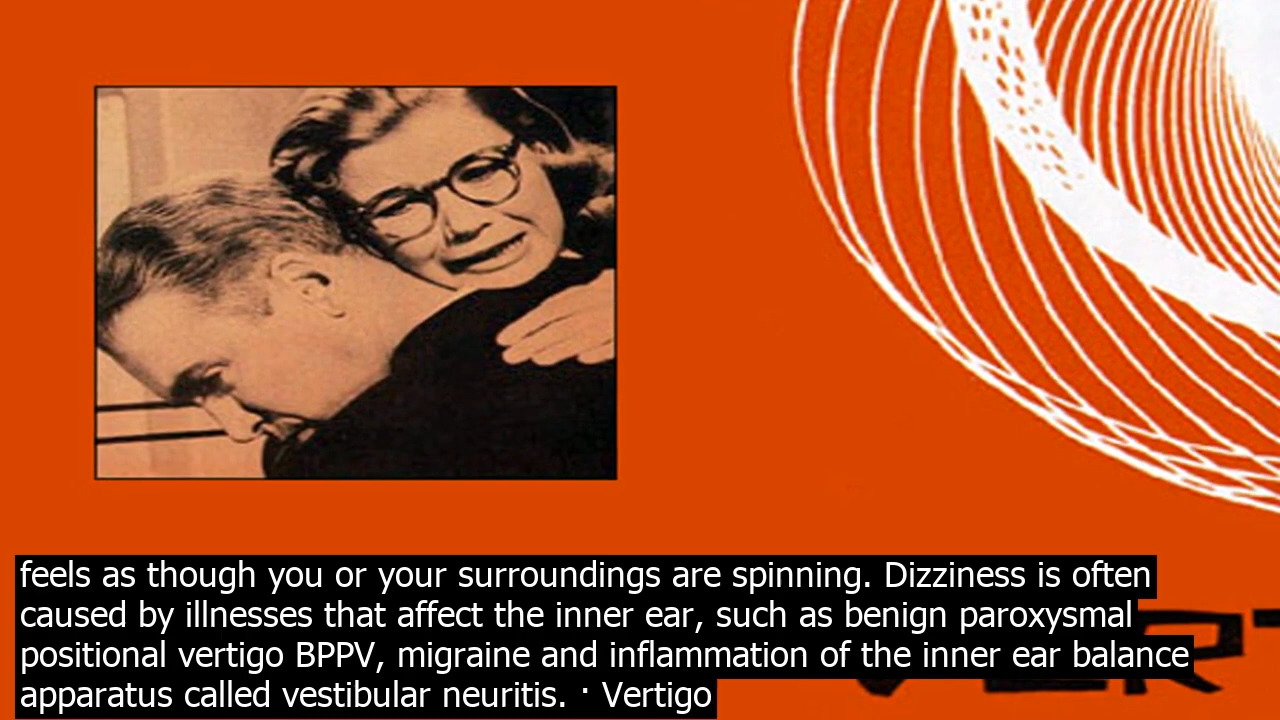 feels as though you or your surroundings are spinning. Dizziness is often
caused by illnesses that affect the inner ear, such as benign paroxysmal
positional vertigo BPPV, migraine and inflammation of the inner ear balance
apparatus called vestibular neuritis. · Vertigo